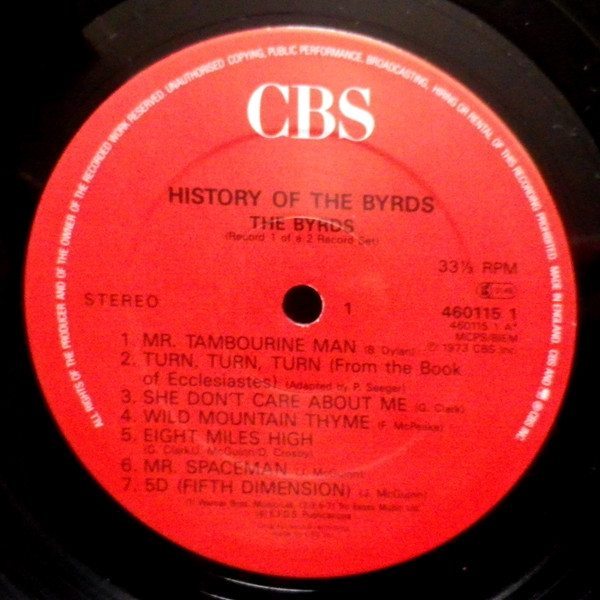 ALL RIGHTS OF THE PRODUCER AND OF THE OWNER OF THE RECORDED WORK RESERVED. UNAUTHORISED COPYING, PUBLIC PERFORMANCE, BROADCASTING, HIRING OR RENTAL OF THIS RECORDING PROHIBITED. MADE IN ENGLAND. CBS AND ® CBS INC.
CBS
HISTORY OF THE BYRDS
THE BYRDS
(Record 1 of a 2 Record Set)
33⅓ RPM
STEREO
1
460115 1
460115 1 A*
MCPS/BIEM
℗ 1973 CBS Inc.
1. MR. TAMBOURINE MAN (B. Dylan)
2. TURN, TURN, TURN (From the Book
of Ecclesiastes) (Adapted by P. Seeger)
3. SHE DON'T CARE ABOUT ME (G. Clark)
4. WILD MOUNTAIN THYME (F. McPeake)
5. EIGHT MILES HIGH
(G. Clark/J. McGuinn/D. Crosby)
6. MR. SPACEMAN (J. McGuinn)
7. 5D (FIFTH DIMENSION) (J. McGuinn)